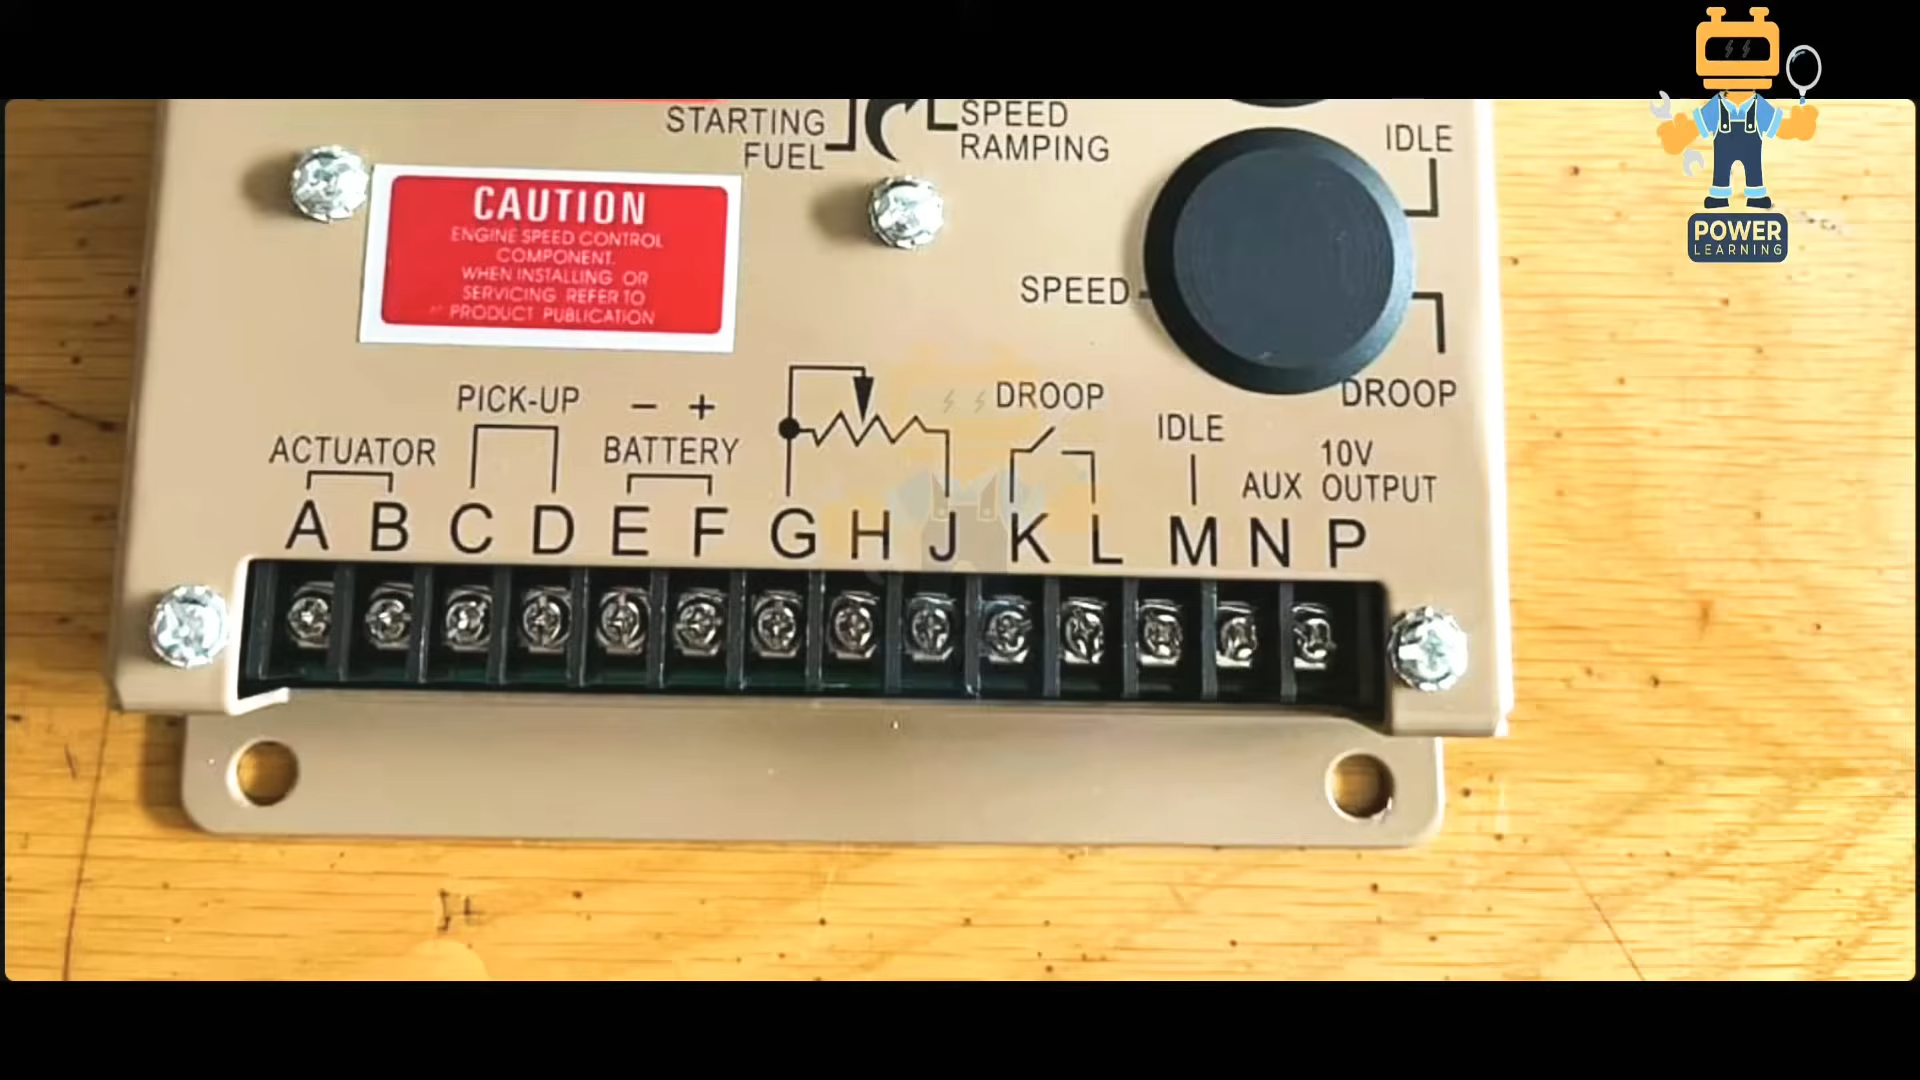 STARTING
FUEL
SPEED
RAMPING
IDLE
POWER
LEARNING
CAUTION
ENGINE SPEED CONTROL
COMPONENT.
WHEN INSTALLING OR
SERVICING REFER TO
PRODUCT PUBLICATION
SPEED
DROOP
PICK-UP
- +
DROOP
IDLE
ACTUATOR
BATTERY
10V
AUX OUTPUT
A B C D E F G H J K L M N P